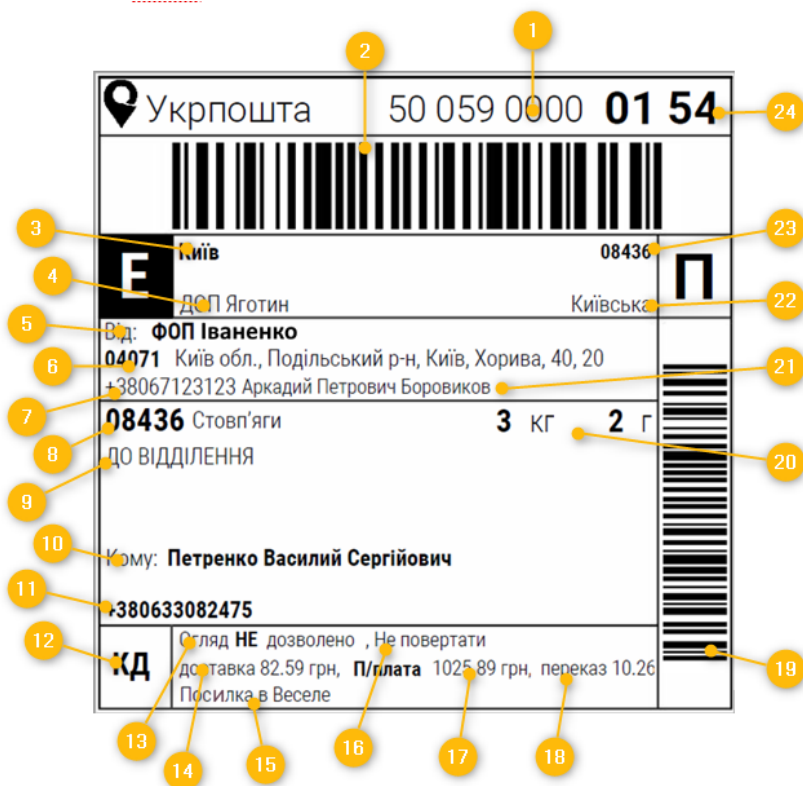 1
2
Укрпошта 50 059 0000 01 54
24
3
Київ 08436
23
Е
П
4
ДОП Яготин Київська
22
5
Від: ФОП Іваненко
6
04071 Київ обл., Подільський р-н, Київ, Хорива, 40, 20
21
7
+38067123123 Аркадий Петрович Боровиков
8
08436 Стовп'яги 3 кг 2 г
20
9
ДО ВІДДІЛЕННЯ
10
Кому: Петренко Василий Сергійович
11
+380633082475
12
КД
Огляд НЕ дозволено , Не повертати
19
доставка 82.59 грн, П/плата 1025.89 грн, переказ 10.26
Посилка в Веселе
13
14
15
16
17
18